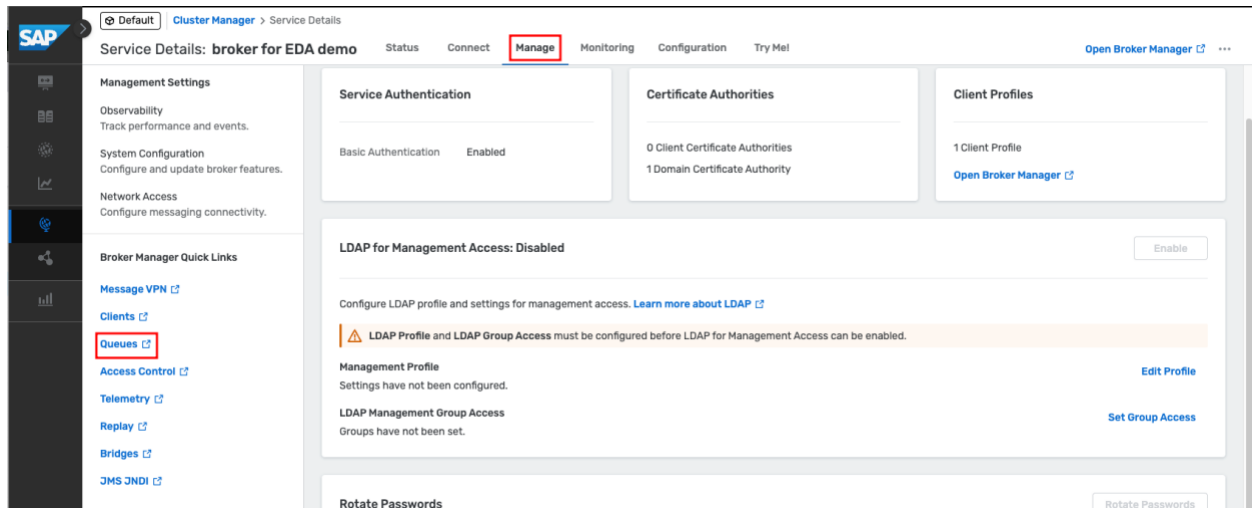 SAP
Default Cluster Manager > Service Details
Service Details: broker for EDA demo Status Connect Manage Monitoring Configuration Try Me! Open Broker Manager
Management Settings
Observability
Track performance and events.
System Configuration
Configure and update broker features.
Network Access
Configure messaging connectivity.
Broker Manager Quick Links
Message VPN
Clients
Queues
Access Control
Telemetry
Replay
Bridges
JMS JNDI
Service Authentication
Basic Authentication Enabled
Certificate Authorities
0 Client Certificate Authorities
1 Domain Certificate Authority
Client Profiles
1 Client Profile
Open Broker Manager
LDAP for Management Access: Disabled Enable
Configure LDAP profile and settings for management access. Learn more about LDAP
LDAP Profile and LDAP Group Access must be configured before LDAP for Management Access can be enabled.
Management Profile
Settings have not been configured. Edit Profile
LDAP Management Group Access
Groups have not been set. Set Group Access
Rotate Passwords Rotate Passwords